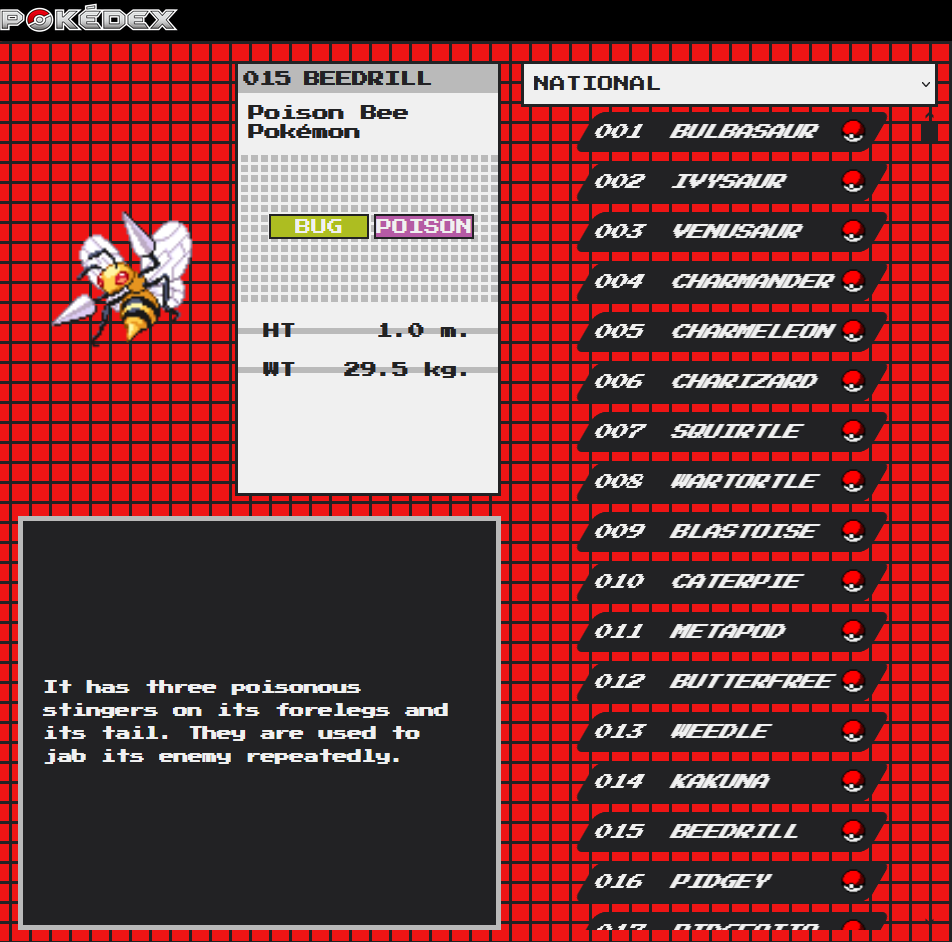 POKÉDEX
015 BEEDRILL
Poison Bee
Pokémon
BUG POISON
HT 1.0 m.
WT 29.5 kg.
It has three poisonous
stingers on its forelegs and
its tail. They are used to
jab its enemy repeatedly.
NATIONAL
001 BULBASAUR
002 IVYSAUR
003 VENUSAUR
004 CHARMANDER
005 CHARMELEON
006 CHARIZARD
007 SQUIRTLE
008 WARTORTLE
009 BLASTOISE
010 CATERPIE
011 METAPOD
012 BUTTERFREE
013 WEEDLE
014 KAKUNA
015 BEEDRILL
016 PIDGEY